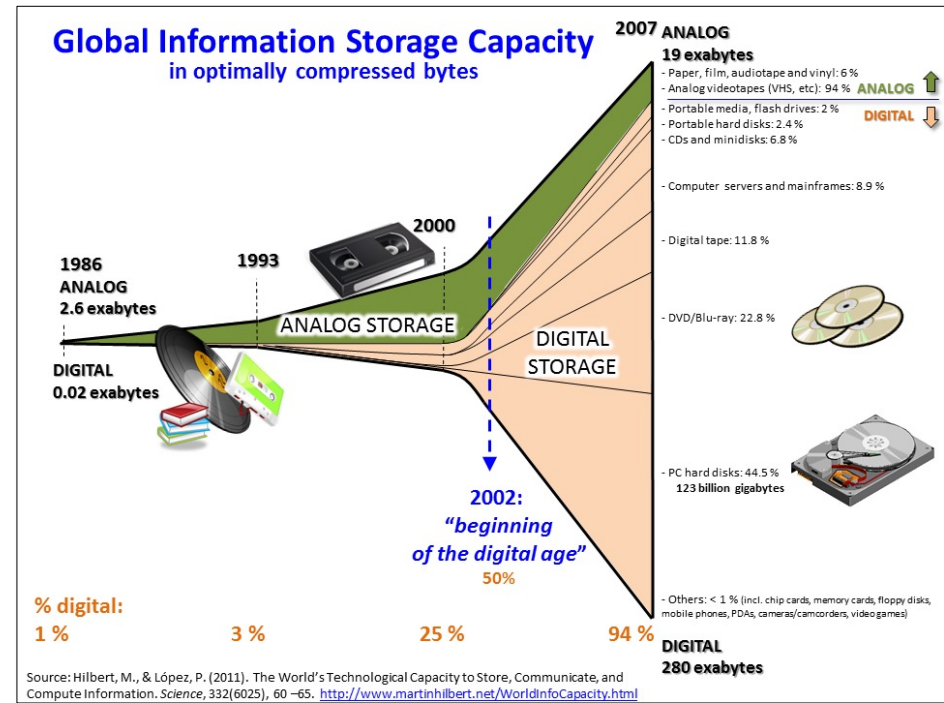 Global Information Storage Capacity
in optimally compressed bytes
2007 ANALOG
19 exabytes
- Paper, film, audiotape and vinyl: 6 %
- Analog videotapes (VHS, etc): 94 %
ANALOG
- Portable media, flash drives: 2 %
DIGITAL
- Portable hard disks: 2.4 %
- CDs and minidisks: 6.8 %
- Computer servers and mainframes: 8.9 %
- Digital tape: 11.8 %
- DVD/Blu-ray: 22.8 %
- PC hard disks: 44.5 %
123 billion gigabytes
- Others: < 1 % (incl. chip cards, memory cards, floppy disks,
mobile phones, PDAs, cameras/camcorders, video games)
DIGITAL
280 exabytes
1986
ANALOG
2.6 exabytes
DIGITAL
0.02 exabytes
1993
2000
ANALOG STORAGE
DIGITAL
STORAGE
2002:
“beginning
of the digital age”
50%
% digital:
1 %
3 %
25 %
94 %
Source: Hilbert, M., & López, P. (2011). The World’s Technological Capacity to Store, Communicate, and
Compute Information. Science, 332(6025), 60 –65. http://www.martinhilbert.net/WorldInfoCapacity.html